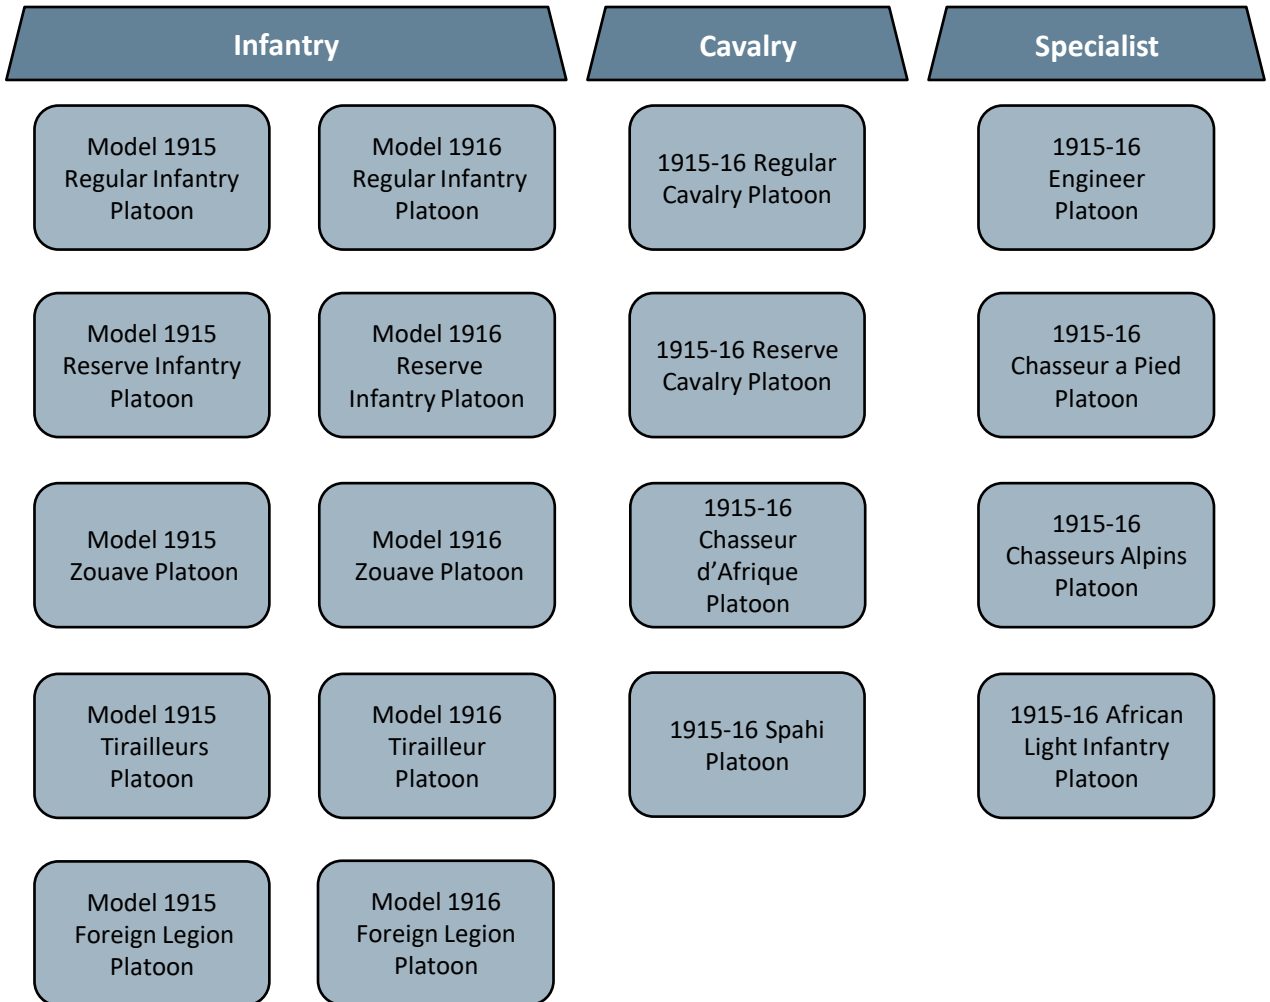 Infantry
Cavalry
Specialist
Model 1915
Regular Infantry
Platoon
Model 1916
Regular Infantry
Platoon
1915-16 Regular
Cavalry Platoon
1915-16
Engineer
Platoon
Model 1915
Reserve Infantry
Platoon
Model 1916
Reserve
Infantry Platoon
1915-16 Reserve
Cavalry Platoon
1915-16
Chasseur a Pied
Platoon
Model 1915
Zouave Platoon
Model 1916
Zouave Platoon
1915-16
Chasseur
d’Afrique
Platoon
1915-16
Chasseurs Alpins
Platoon
Model 1915
Tirailleurs
Platoon
Model 1916
Tirailleur
Platoon
1915-16 Spahi
Platoon
1915-16 African
Light Infantry
Platoon
Model 1915
Foreign Legion
Platoon
Model 1916
Foreign Legion
Platoon